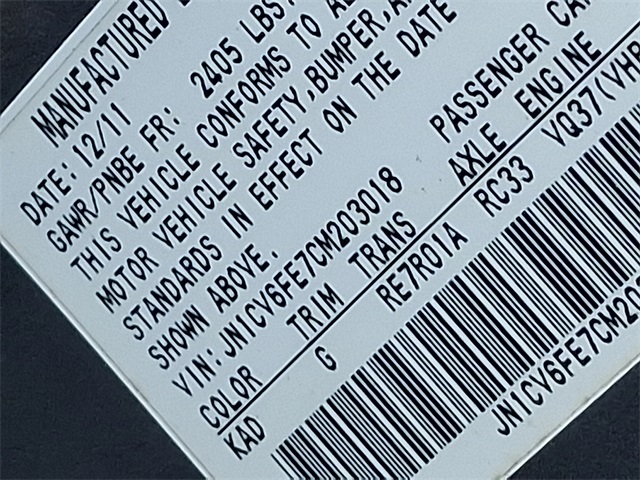 MANUFACTURED
DATE: 12/11
GAWR/PNBE FR: 2405 LBS
THIS VEHICLE CONFORMS TO
MOTOR VEHICLE SAFETY, BUMPER,
STANDARDS IN EFFECT ON THE DATE
SHOWN ABOVE.
VIN: JN1CV6FE7CM203018 PASSENGER CA
COLOR TRIM TRANS AXLE ENGINE
KAD G RE7R01A RC33 VQ37(VHR
JN1CV6FE7CM20